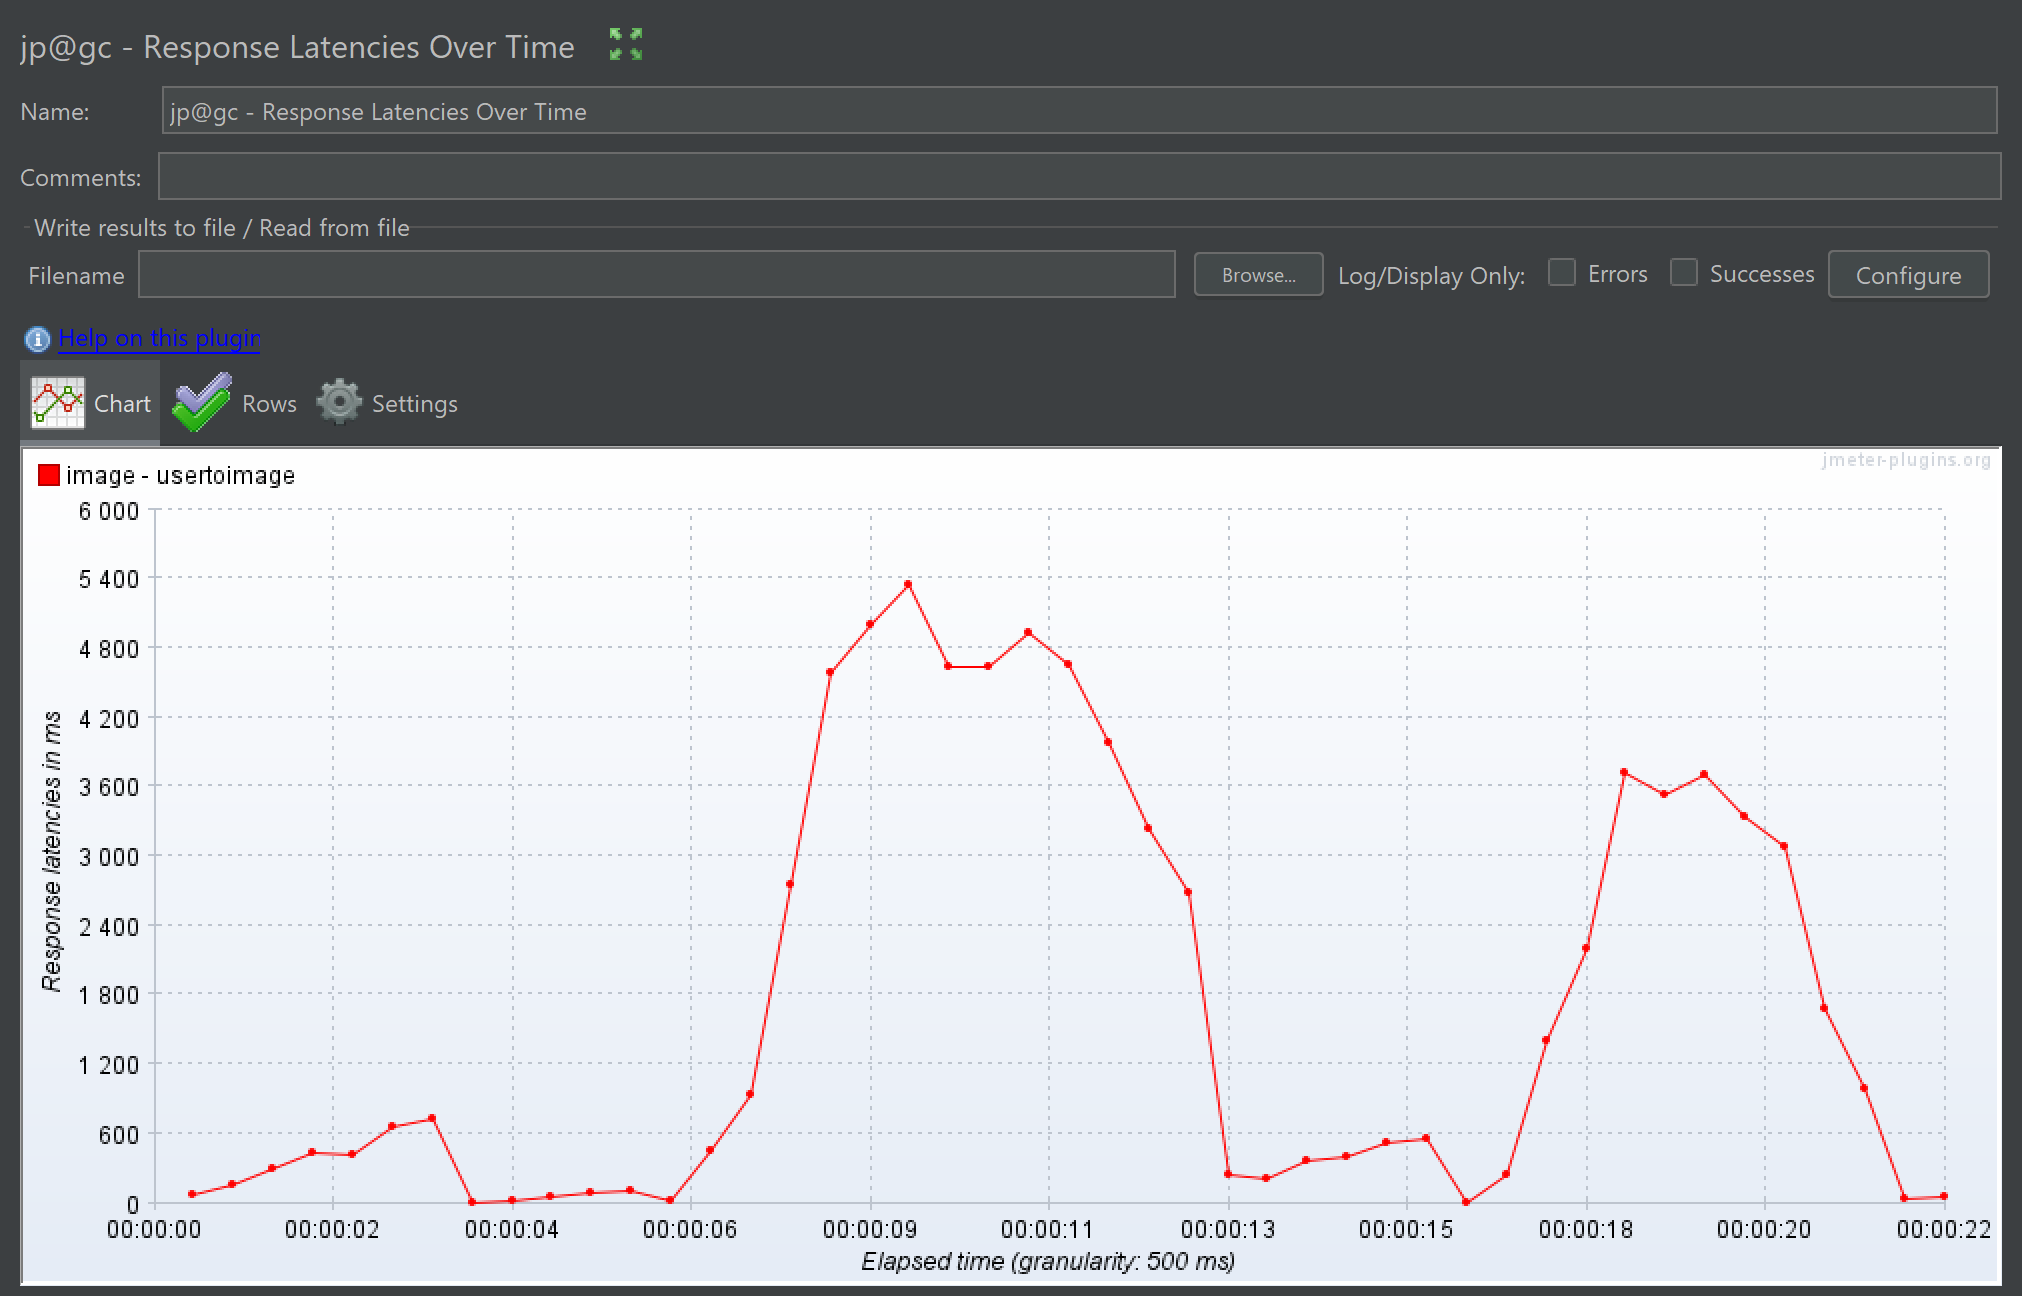 jp@gc - Response Latencies Over Time
Name: jp@gc - Response Latencies Over Time
Comments:
Write results to file / Read from file
Filename Browse... Log/Display Only: Errors Successes Configure
Help on this plugin
Chart Rows Settings
image - usertoimage
jmeter-plugins.org
6 000
5 400
4 800
4 200
3 600
3 000
2 400
1 800
1 200
600
0
Response latencies in ms
00:00:00 00:00:02 00:00:04 00:00:06 00:00:09 00:00:11 00:00:13 00:00:15 00:00:18 00:00:20 00:00:22
Elapsed time (granularity: 500 ms)